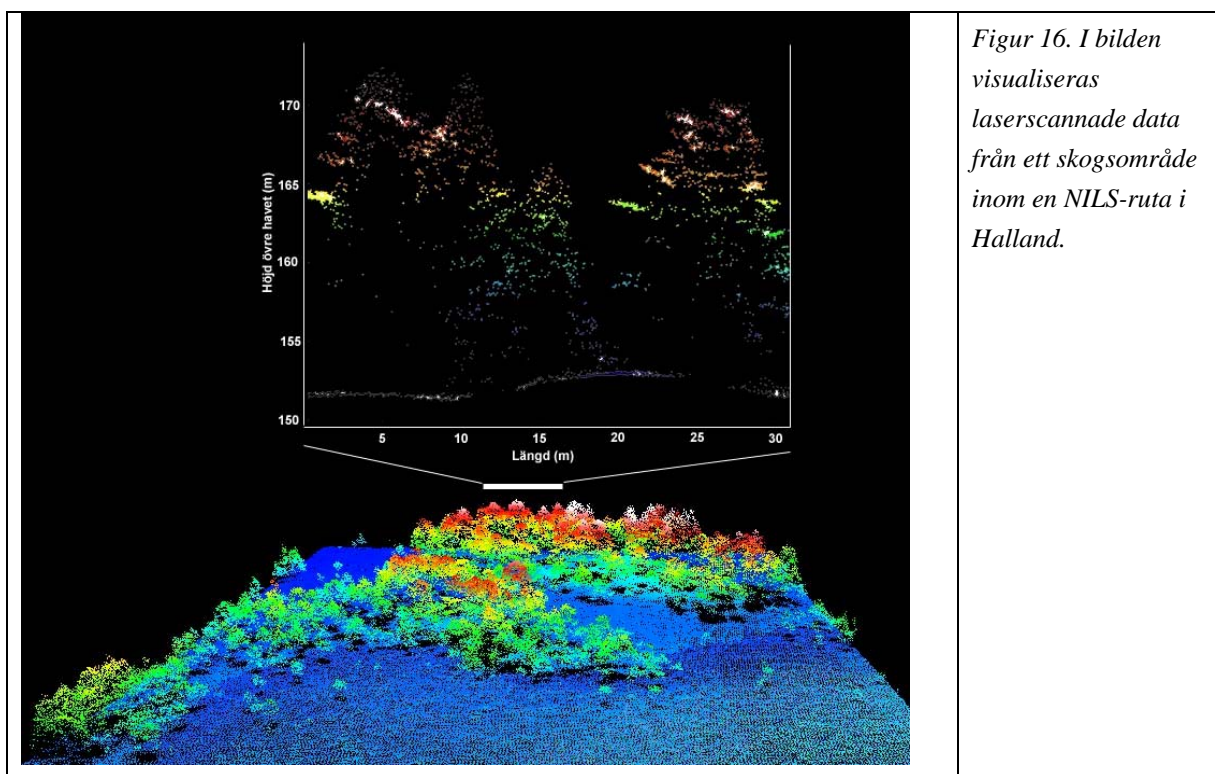 170
165
160
155
150
Höjd övre havet (m)
5 10 15 20 25 30
Längd (m)
Figur 16. I bilden
visualiseras
laserscannade data
från ett skogsområde
inom en NILS-ruta i
Halland.